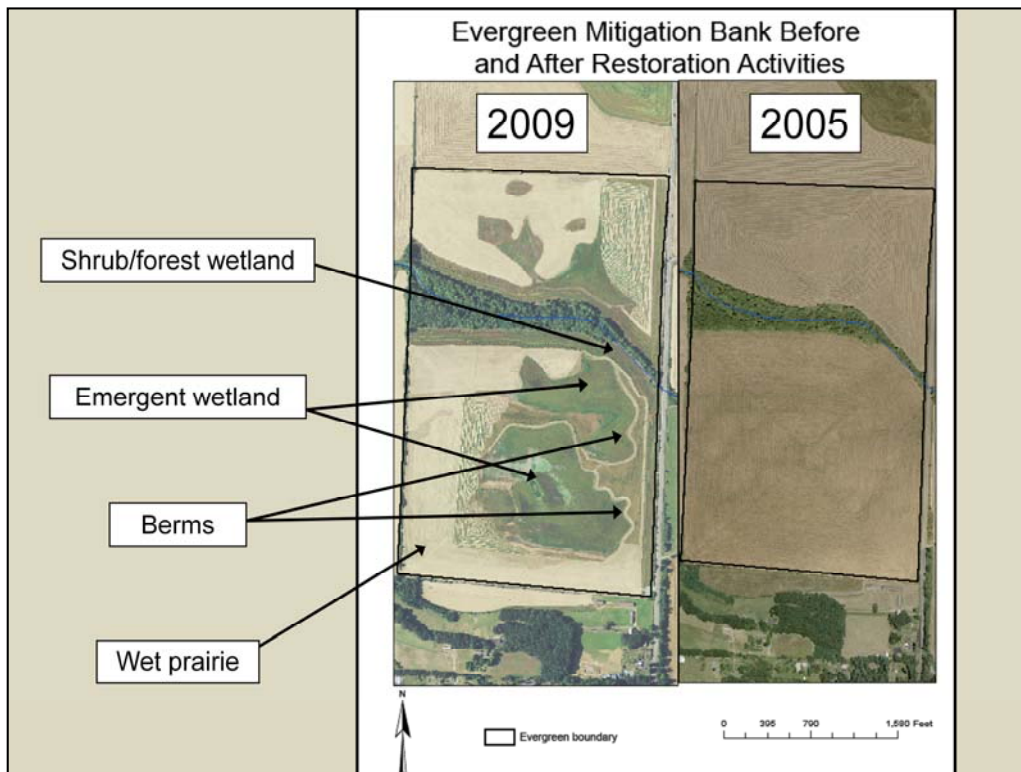 Evergreen Mitigation Bank Before
and After Restoration Activities
2009
2005
Shrub/forest wetland
Emergent wetland
Berms
Wet prairie
N
Evergreen boundary
0 395 790 1,580 Feet